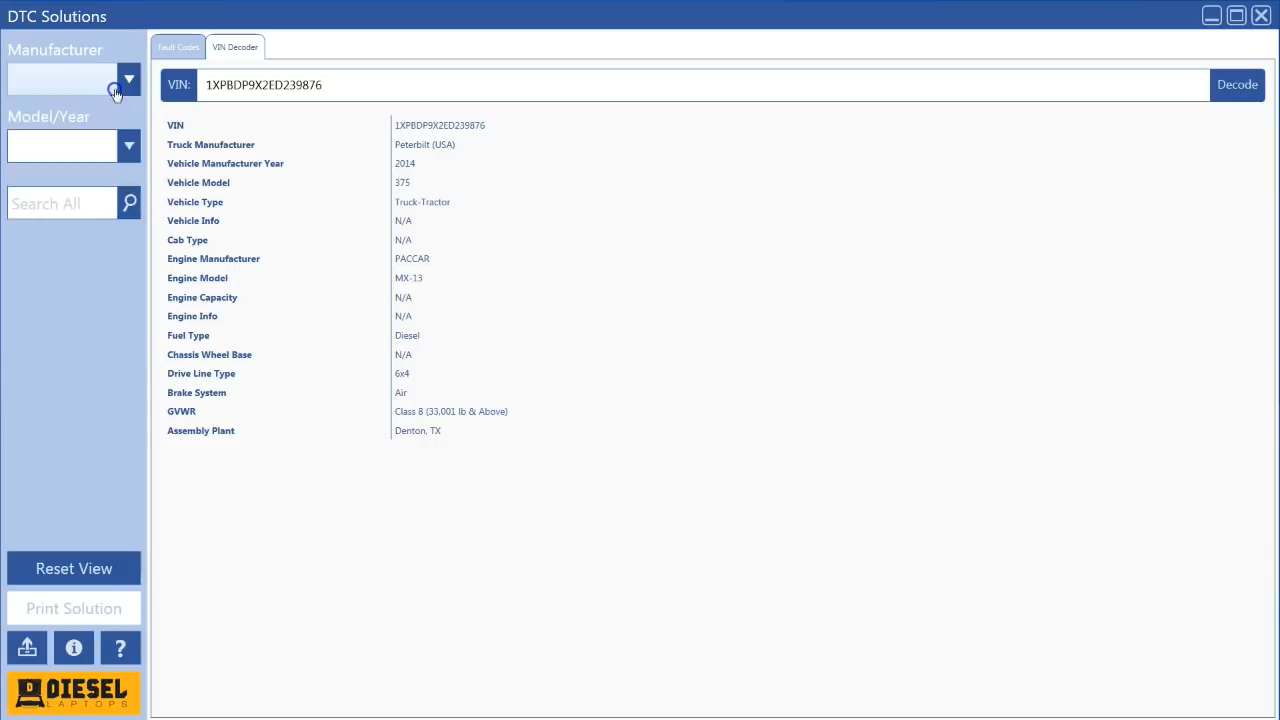 DTC Solutions
Manufacturer
Model/Year
Search All
Reset View
Print Solution
?
DIESEL
LAPTOPS
Fault Codes VIN Decoder
VIN: 1XPBDP9X2ED239876 Decode
VIN 1XPBDP9X2ED239876
Truck Manufacturer Peterbilt (USA)
Vehicle Manufacturer Year 2014
Vehicle Model 375
Vehicle Type Truck-Tractor
Vehicle Info N/A
Cab Type N/A
Engine Manufacturer PACCAR
Engine Model MX-13
Engine Capacity N/A
Engine Info N/A
Fuel Type Diesel
Chassis Wheel Base N/A
Drive Line Type 6x4
Brake System Air
GVWR Class 8 (33.001 lb & Above)
Assembly Plant Denton, TX